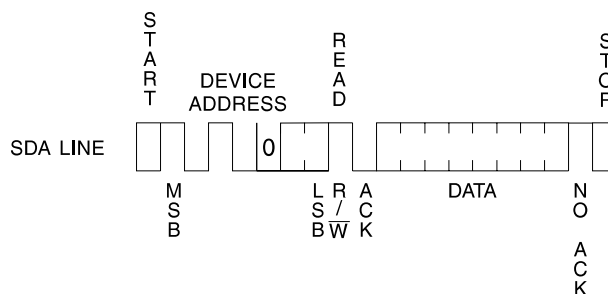 START
READ
STOP
DEVICE
ADDRESS
SDA LINE
0
MSB
LSB
R/W
ACK
DATA
NO ACK